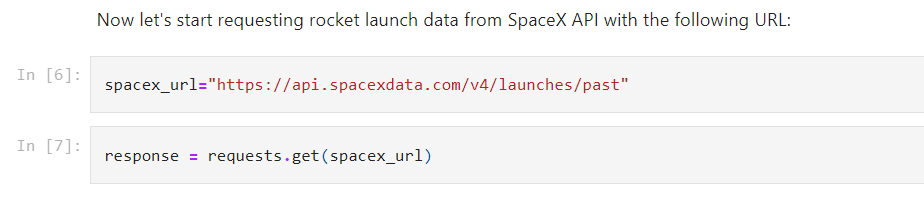 Now let's start requesting rocket launch data from SpaceX API with the following URL:
In [6]: spacex_url="https://api.spacexdata.com/v4/launches/past"
In [7]: response = requests.get(spacex_url)